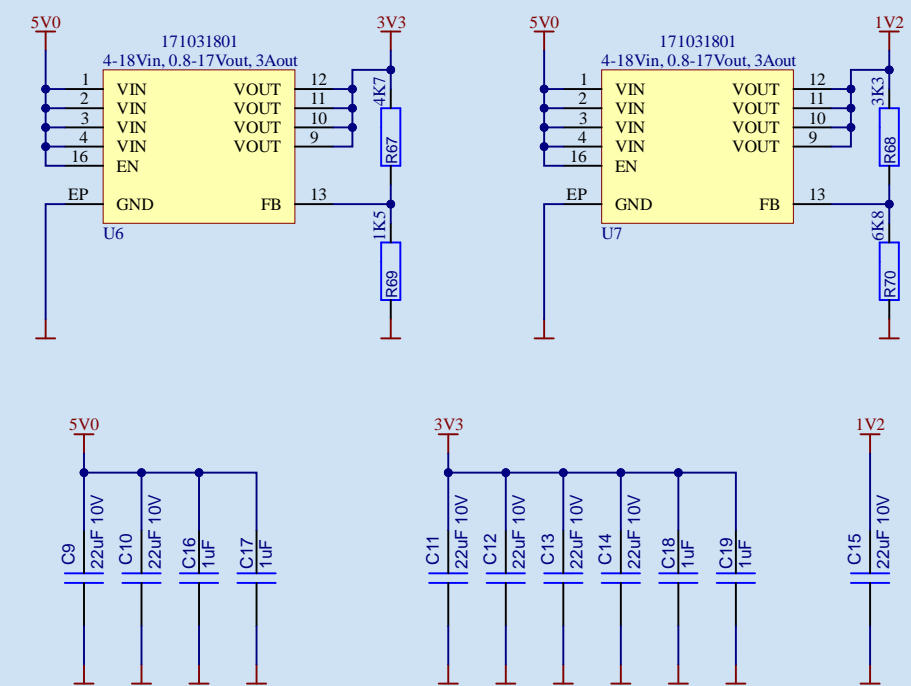 5V0
171031801
4-18Vin, 0.8-17Vout, 3Aout
3V3
1 VIN VOUT 12
2 VIN VOUT 11
3 VIN VOUT 10
4 VIN VOUT 9
16 EN
EP GND FB 13
U6
4K7
R67
1K5
R69
5V0
171031801
4-18Vin, 0.8-17Vout, 3Aout
1V2
1 VIN VOUT 12
2 VIN VOUT 11
3 VIN VOUT 10
4 VIN VOUT 9
16 EN
EP GND FB 13
U7
3K3
R68
6K8
R70
5V0
C9
22uF 10V
C10
22uF 10V
C16
1uF
C17
1uF
3V3
C11
22uF 10V
C12
22uF 10V
C13
22uF 10V
C14
22uF 10V
C18
1uF
C19
1uF
1V2
C15
22uF 10V